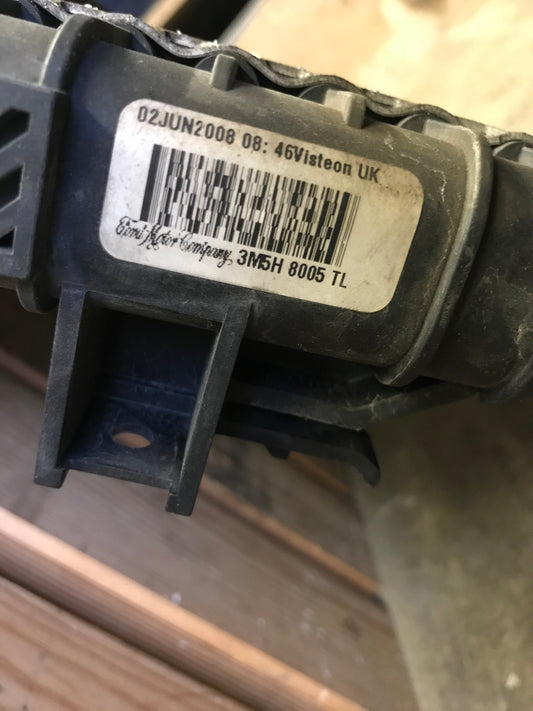 02JUN2008 08: 46Visteon UK
Ford Motor Company, 3M5H 8005 TL